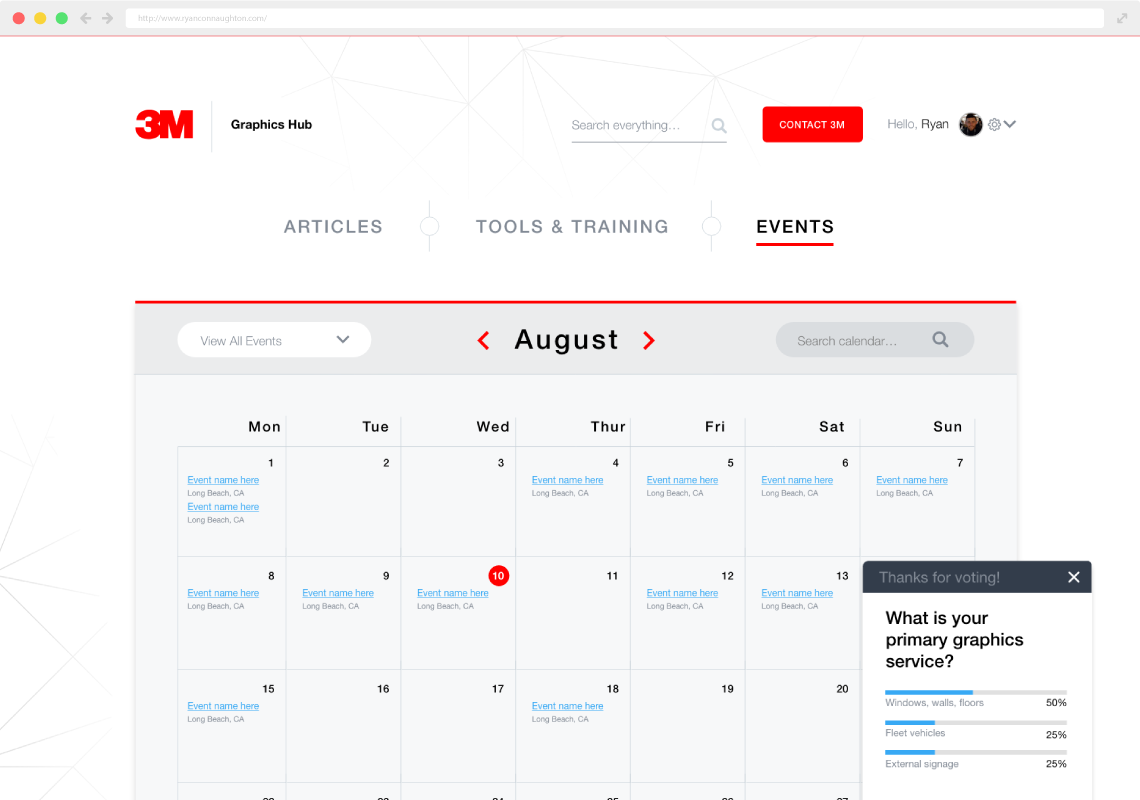 http://www.ryanconnaughton.com/
3M
Graphics Hub
Search everything...
CONTACT 3M
Hello, Ryan
ARTICLES
TOOLS & TRAINING
EVENTS
View All Events
August
Search calendar...
Mon Tue Wed Thur Fri Sat Sun
1 2 3 4 5 6 7
Event name here Event name here Event name here Event name here Event name here
Long Beach, CA Long Beach, CA Long Beach, CA Long Beach, CA Long Beach, CA
Event name here
Long Beach, CA
8 9 10 11 12 13
Event name here Event name here Event name here Event name here Event name here
Long Beach, CA Long Beach, CA Long Beach, CA Long Beach, CA Long Beach, CA
15 16 17 18 19 20
Event name here Event name here
Long Beach, CA Long Beach, CA
22 23 24 25 26 27
Thanks for voting!
What is your
primary graphics
service?
Windows, walls, floors 50%
Fleet vehicles 25%
External signage 25%